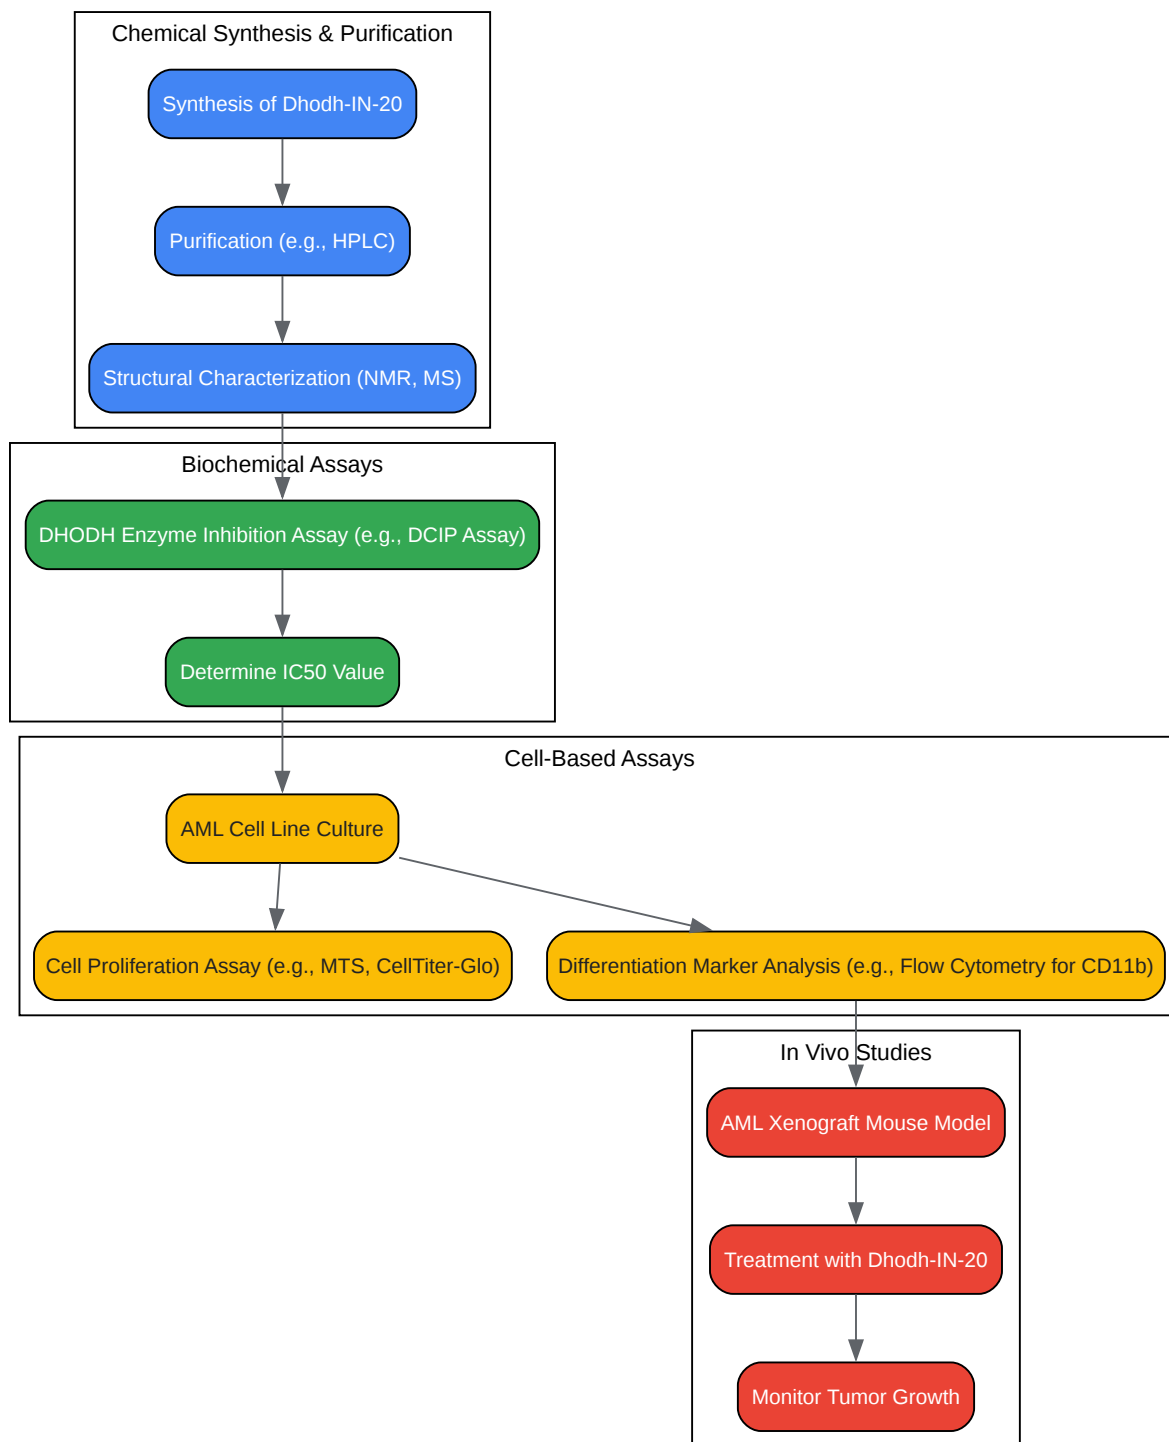 Chemical Synthesis & Purification
Synthesis of Dhodh-IN-20
Purification (e.g., HPLC)
Structural Characterization (NMR, MS)
Biochemical Assays
DHODH Enzyme Inhibition Assay (e.g., DCIP Assay)
Determine IC50 Value
Cell-Based Assays
AML Cell Line Culture
Cell Proliferation Assay (e.g., MTS, CellTiter-Glo)
Differentiation Marker Analysis (e.g., Flow Cytometry for CD11b)
In Vivo Studies
AML Xenograft Mouse Model
Treatment with Dhodh-IN-20
Monitor Tumor Growth